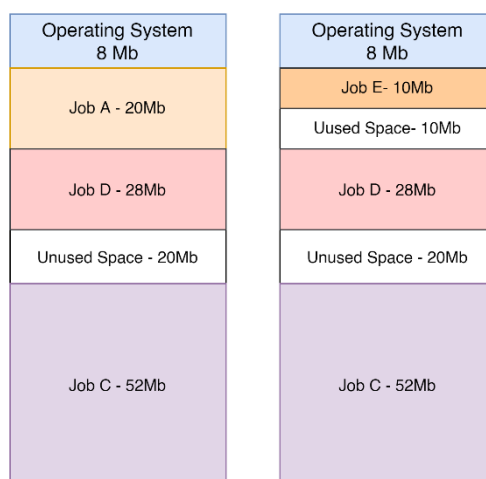 Operating System
8 Mb
Job A - 20Mb
Job D - 28Mb
Unused Space - 20Mb
Job C - 52Mb
Operating System
8 Mb
Job E- 10Mb
Uused Space- 10Mb
Job D - 28Mb
Unused Space - 20Mb
Job C - 52Mb